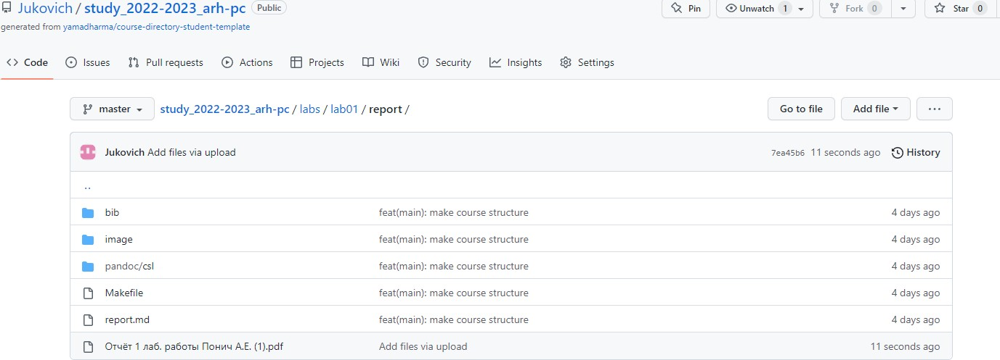 Jukovich / study_2022-2023_arh-pc Public Pin Unwatch 1 Fork 0 Star 0
generated from yamadharma/course-directory-student-template
Code Issues Pull requests Actions Projects Wiki Security Insights Settings
master study_2022-2023_arh-pc / labs / lab01 / report / Go to file Add file ...
Jukovich Add files via upload 7ea45b6 11 seconds ago History
..
bib feat(main): make course structure 4 days ago
image feat(main): make course structure 4 days ago
pandoc/csl feat(main): make course structure 4 days ago
Makefile feat(main): make course structure 4 days ago
report.md feat(main): make course structure 4 days ago
Отчёт 1 лаб. работы Понич А.Е. (1).pdf Add files via upload 11 seconds ago